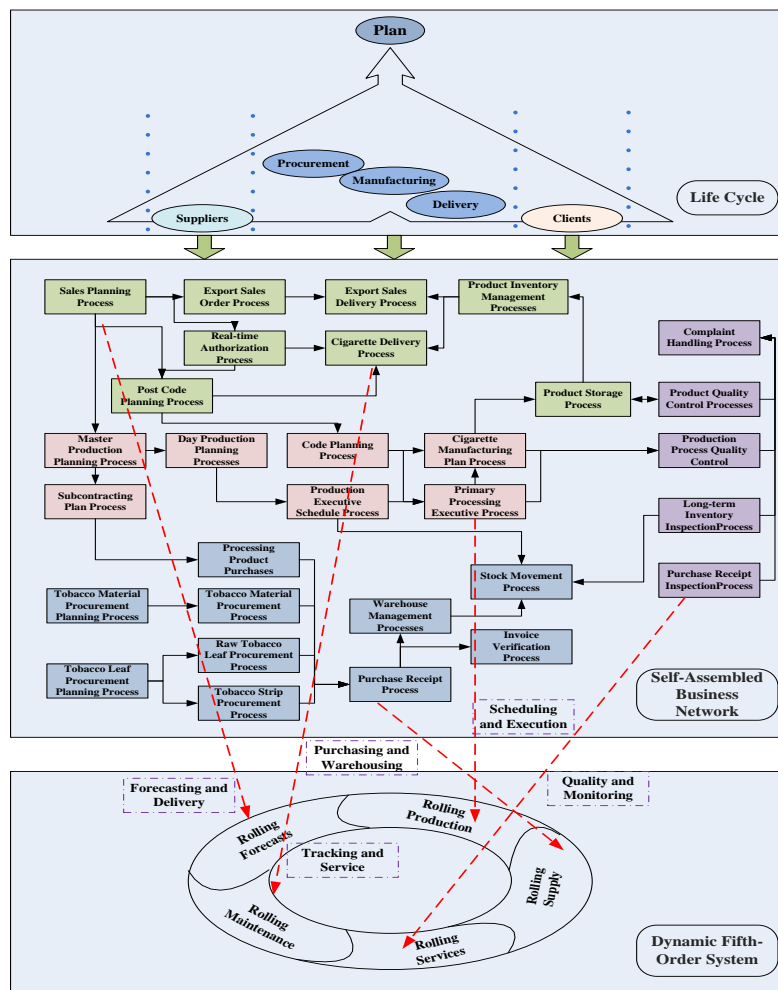 Plan
Procurement
Manufacturing
Delivery
Suppliers
Clients
Life Cycle
Sales Planning
Process
Export Sales
Order Process
Export Sales
Delivery Process
Product Inventory
Management
Processes
Real-time
Authorization
Process
Cigarette Delivery
Process
Complaint
Handling Process
Post Code
Planning Process
Product Storage
Process
Product Quality
Control Processes
Master
Production
Planning Process
Day Production
Planning
Processes
Code Planning
Process
Cigarette
Manufacturing
Plan Process
Production
Process Quality
Control
Subcontracting
Plan Process
Production
Executive
Schedule Process
Primary
Processing
Executive Process
Long-term
Inventory
InspectionProcess
Processing
Product
Purchases
Stock Movement
Process
Purchase Receipt
InspectionProcess
Tobacco Material
Procurement
Planning Process
Tobacco Material
Procurement
Process
Warehouse
Management
Processes
Raw Tobacco
Leaf Procurement
Process
Invoice
Verification
Process
Tobacco Leaf
Procurement
Planning Process
Tobacco Strip
Procurement
Process
Purchase Receipt
Process
Self-Assembled
Business
Network
Scheduling
and Execution
Purchasing and
Warehousing
Forecasting and
Delivery
Quality and
Monitoring
Rolling
Forecasts
Rolling
Production
Tracking and
Service
Rolling
Supply
Rolling
Maintenance
Rolling
Services
Dynamic Fifth-
Order System